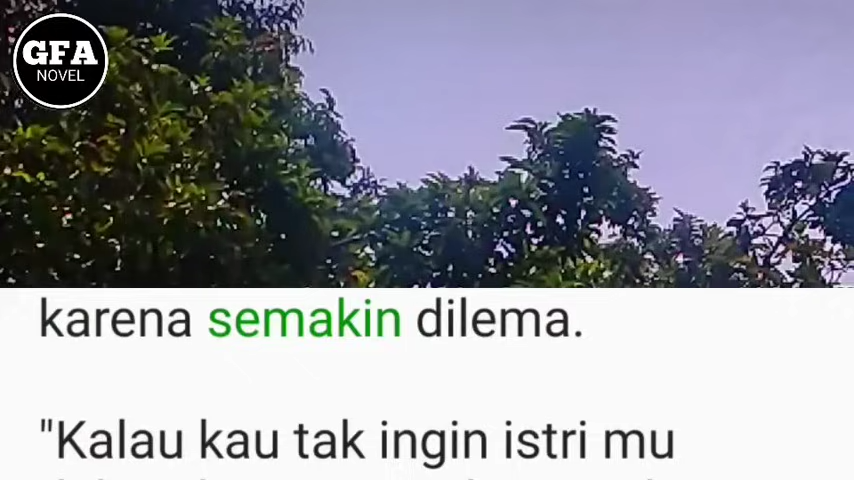 GFA
NOVEL
karena semakin dilema.
"Kalau kau tak ingin istri mu